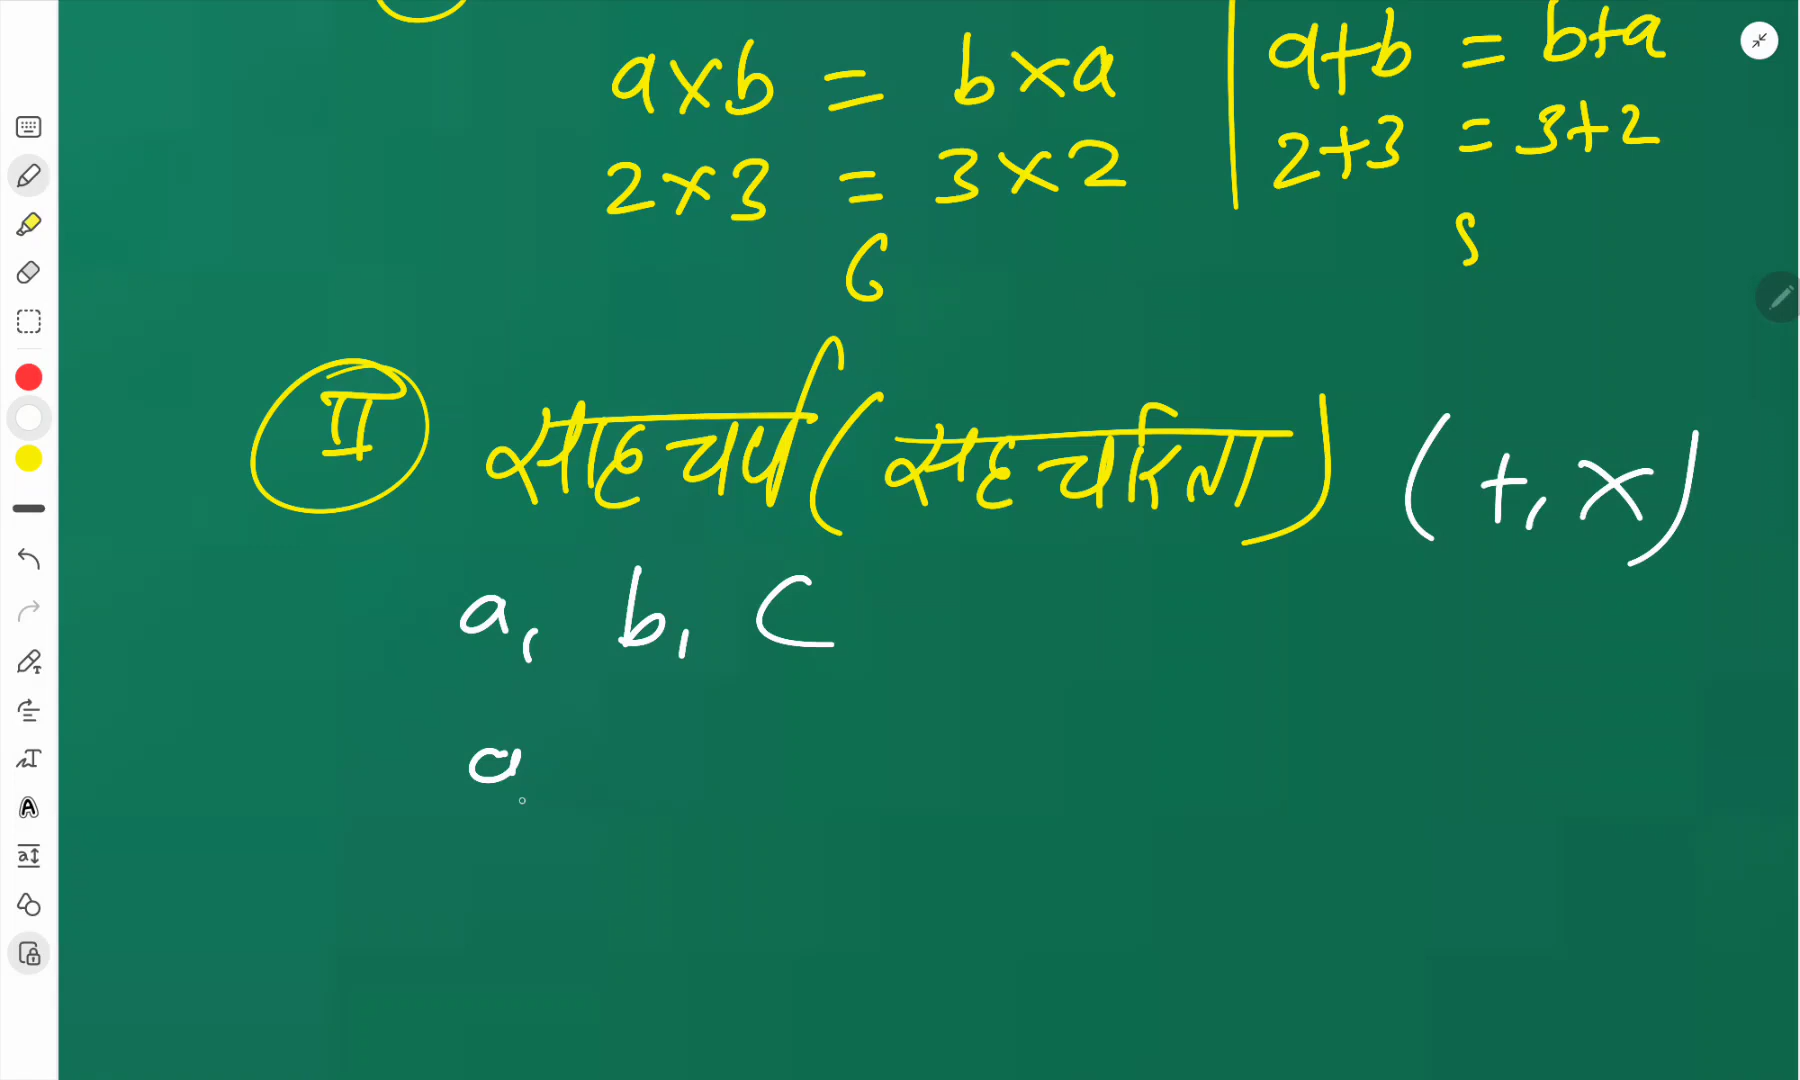 a×b = b×a
2×3 = 3×2
6
a+b = b+a
2+3 = 3+2
5
II साहचर्य (सहचरिता) (+, ×)
a, b, c
a